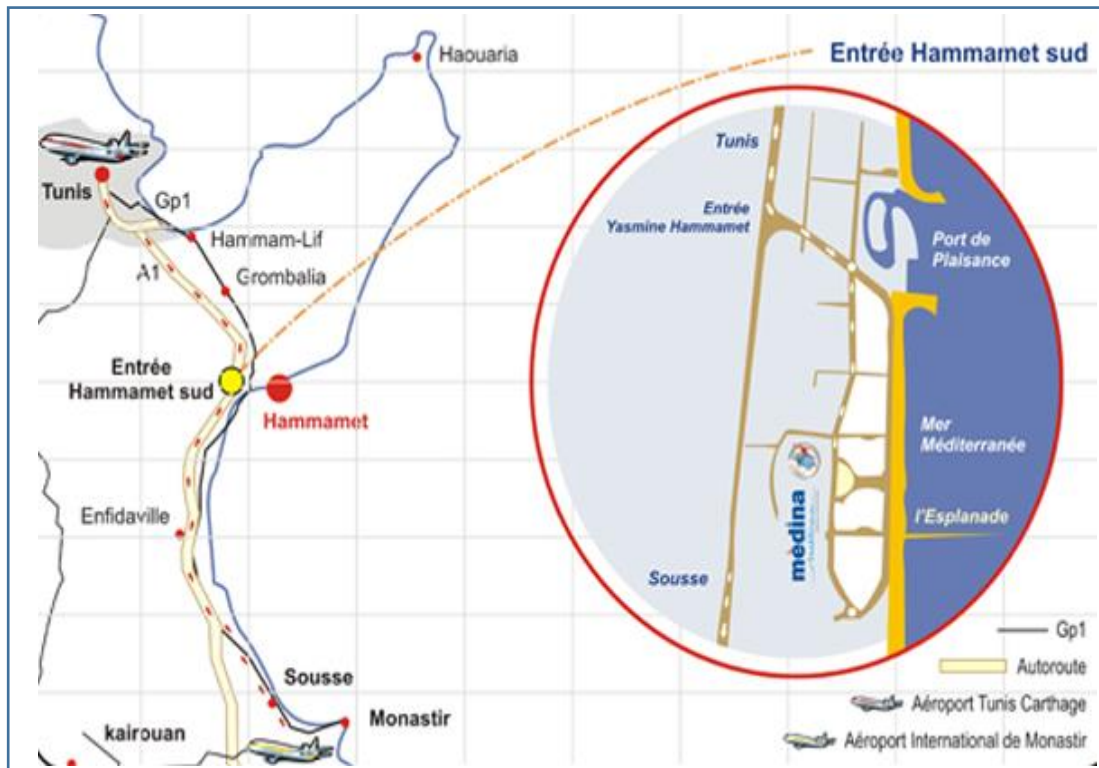 Haouaria
Entrée Hammamet sud
Tunis
Gp1
Hammam-Lif
A1
Grombalia
Entrée
Hammamet sud
Hammamet
Enfidaville
Sousse
Monastir
kairouan
Tunis
Entrée
Yasmine Hammamet
Port de
Plaisance
Mer
Méditerranée
l'Esplanade
médina
Sousse
Gp1
Autoroute
Aéroport Tunis Carthage
Aéroport International de Monastir